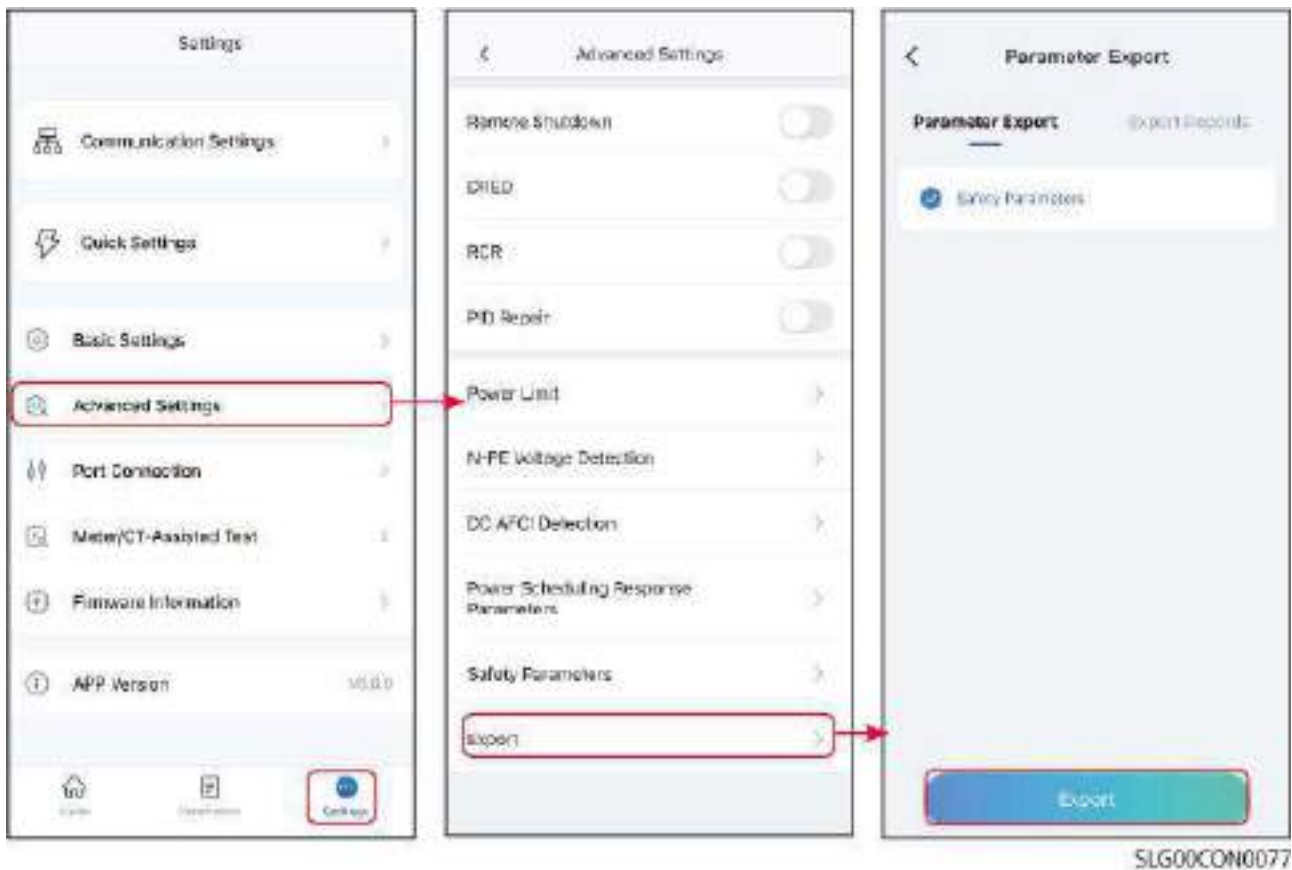 Settings
Communication Settings
Quick Settings
Basic Settings
Advanced Settings
Port Connection
Meter/CT-Assisted Test
Firmware Information
APP Version
Settings
Advanced Settings
Remote Shutdown
DRED
RCR
PID Repair
Power Limit
N-PE Voltage Detection
DC AFCI Detection
Power Scheduling Response
Parameters
Safety Parameters
Export
Parameter Export
Parameter Export Export Records
Safety Parameters
Export
SLG00CON0077